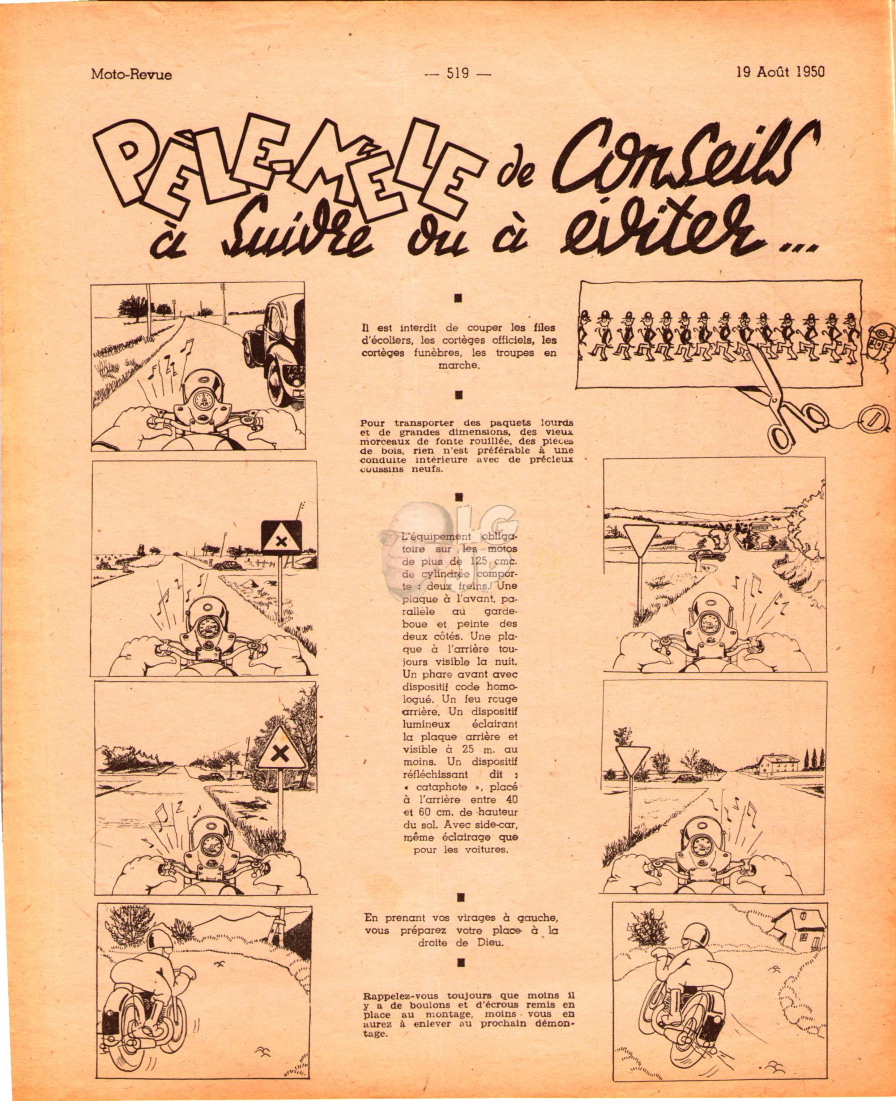 Moto-Revue
— 519 —
19 Août 1950
PÊLE-MÊLE de Conseils
à suivre ou à éviter...
Il est interdit de couper les files
d'écoliers, les cortèges officiels, les
cortèges funèbres, les troupes en
marche.
Pour transporter des paquets lourds
et de grandes dimensions, des vieux
morceaux de fonte rouillée, des pièces
de bois, rien n'est préférable à une
conduite intérieure avec de précieux
coussins neufs.
L'équipement obliga-
toire sur les motos
de plus de 125 cmc.
de cylindrée compor-
te : deux freins. Une
plaque à l'avant, pa-
rallèle au garde-
boue et peinte des
deux côtés. Une pla-
que à l'arrière tou-
jours visible la nuit.
Un phare avant avec
dispositif code homo-
logué. Un feu rouge
arrière. Un dispositif
lumineux éclairant
la plaque arrière et
visible à 25 m. au
moins. Un dispositif
réfléchissant dit :
« cataphote », placé
à l'arrière entre 40
et 60 cm. de hauteur
du sol. Avec side-car,
même éclairage que
pour les voitures.
En prenant vos virages à gauche,
vous préparez votre place à la
droite de Dieu.
Rappelez-vous toujours que moins il
y a de boulons et d'écrous remis en
place au montage, moins vous en
aurez à enlever au prochain démon-
tage.